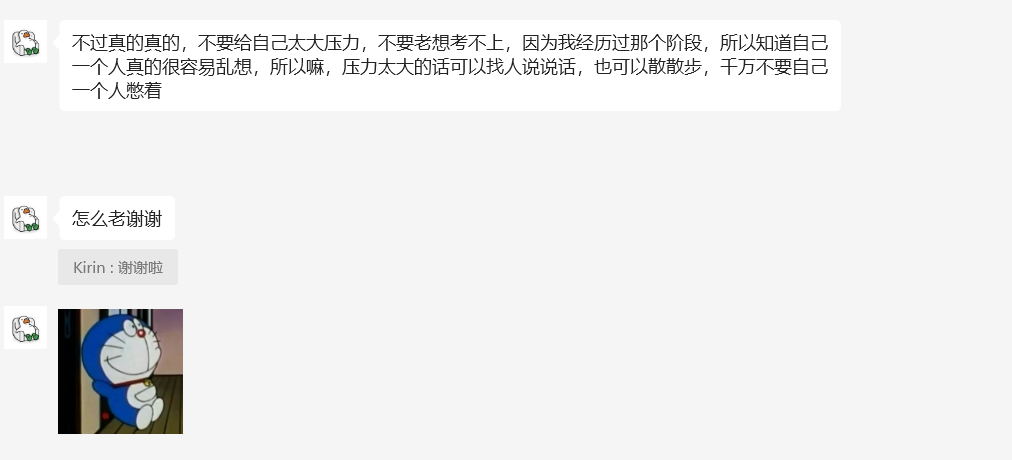 不过真的真的，不要给自己太大压力，不要老想考不上，因为我经历过那个阶段，所以知道自己
一个人真的很容易乱想，所以嘛，压力太大的话可以找人说说话，也可以散散步，千万不要自己
一个人憋着
怎么老谢谢
Kirin : 谢谢啦